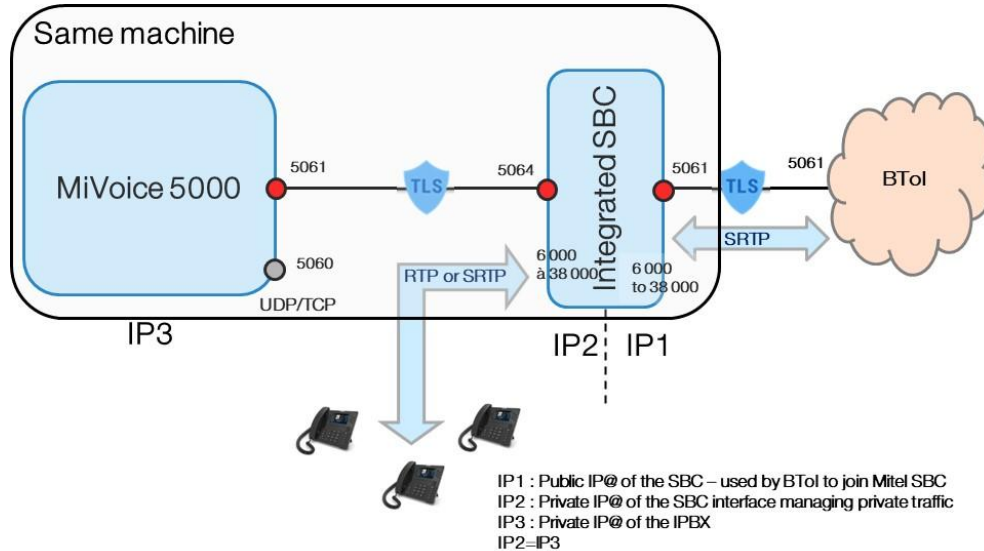 Same machine
MiVoice 5000
5061
TLS
5064
Integrated SBC
5061
TLS
5061
BToI
5060
UDP/TCP
RTP or SRTP
6 000
à 38 000
6 000
to 38 000
SRTP
IP3
IP2
IP1
IP1 : Public IP@ of the SBC – used by BToI to join Mitel SBC
IP2 : Private IP@ of the SBC interface managing private traffic
IP3 : Private IP@ of the IPBX
IP2=IP3